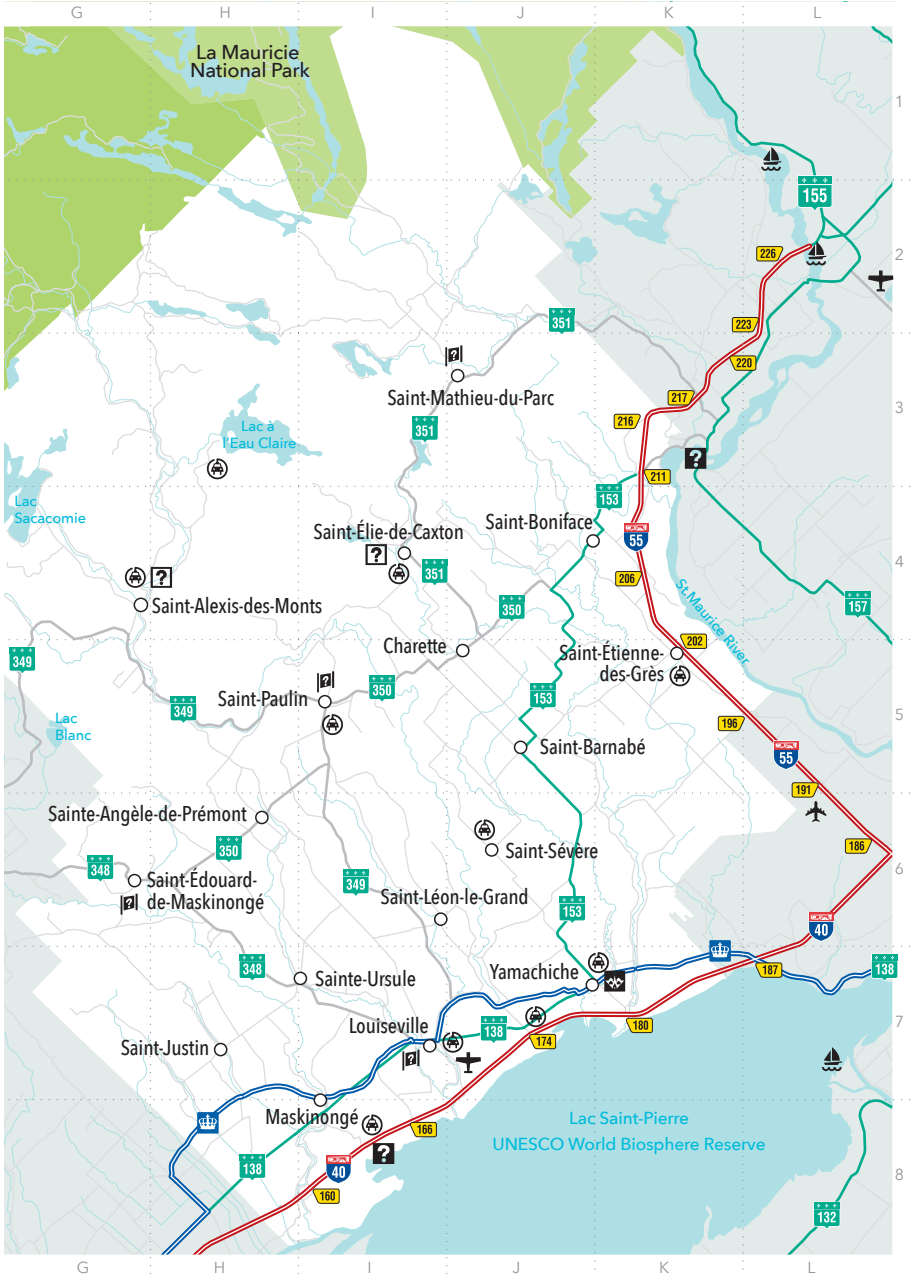 G H I J K L
La Mauricie
National Park
1
155
2
226
351
223
220
Saint-Mathieu-du-Parc
217
3
216
351
Lac à
l'Eau Claire
?
211
Lac
Sacacomie
153
Saint-Élie-de-Caxton
Saint-Boniface
55
?
351
4
206
?
Saint-Alexis-des-Monts
350
St.Maurice River
157
202
Charette
Saint-Étienne-
des-Grès
349
?
350
Saint-Paulin
153
349
5
196
Lac
Blanc
Saint-Barnabé
55
191
Sainte-Angèle-de-Prémont
186
350
Saint-Sévère
348
6
Saint-Édouard-
de-Maskinongé
?
349
Saint-Léon-le-Grand
153
40
348
Yamachiche
187
138
Sainte-Ursule
7
Louiseville
138
180
174
Saint-Justin
?
Maskinongé
166
Lac Saint-Pierre
UNESCO World Biosphere Reserve
?
138
40
8
160
132
G H I J K L